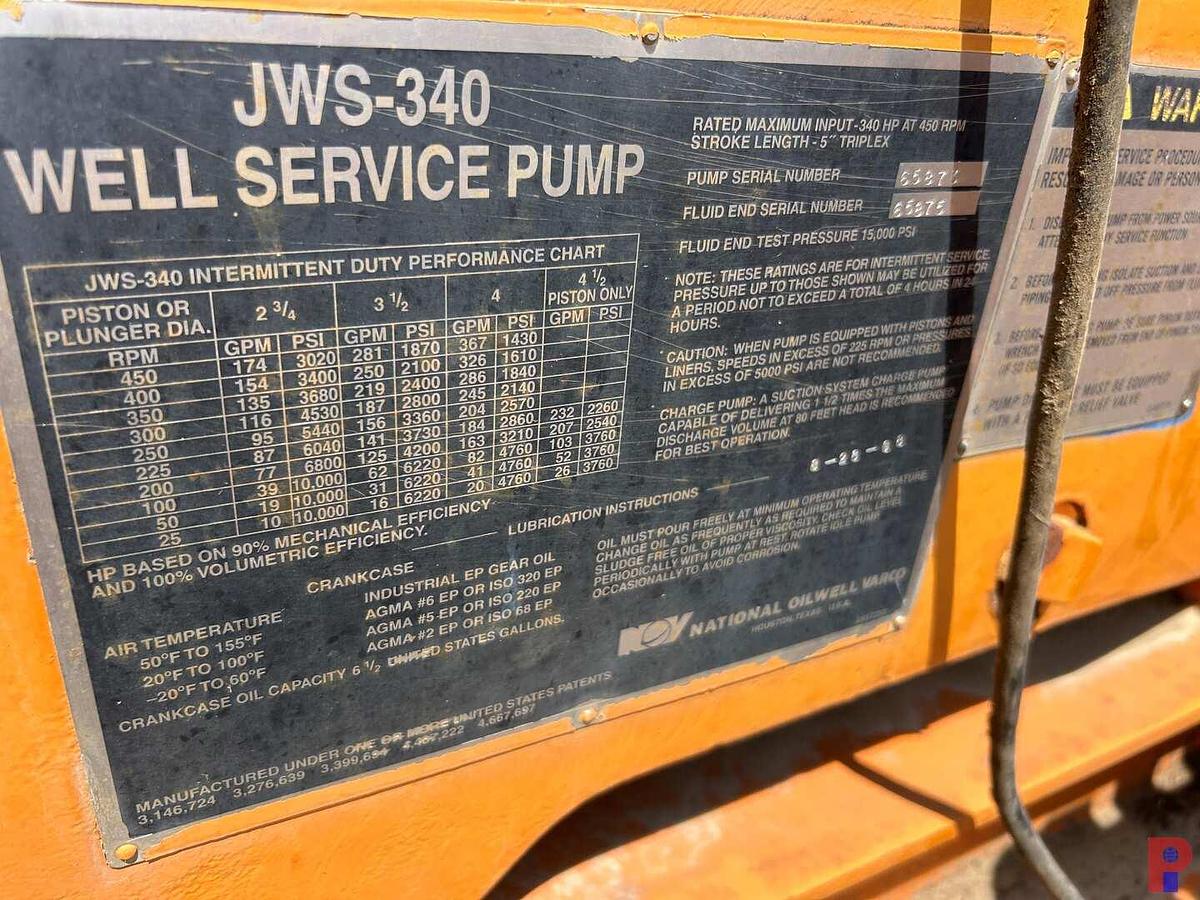 JWS-340
WELL SERVICE PUMP
RATED MAXIMUM INPUT-340 HP AT 450 RPM
STROKE LENGTH - 5" TRIPLEX
PUMP SERIAL NUMBER
FLUID END SERIAL NUMBER 65875
FLUID END TEST PRESSURE 15,000 PSI
NOTE: THESE RATINGS ARE FOR INTERMITTENT SERVICE.
PRESSURE UP TO THOSE SHOWN MAY BE UTILIZED FOR
A PERIOD NOT TO EXCEED A TOTAL OF 4 HOURS IN 24
HOURS.
CAUTION: WHEN PUMP IS EQUIPPED WITH PISTONS AND
LINERS, SPEEDS IN EXCESS OF 225 RPM OR PRESSURES
IN EXCESS OF 5000 PSI ARE NOT RECOMMENDED.
CHARGE PUMP: A SUCTION-SYSTEM CHARGE PUMP
CAPABLE OF DELIVERING 1 1/2 TIMES THE MAXIMUM
DISCHARGE VOLUME AT 80 FEET HEAD IS RECOMMENDED
FOR BEST OPERATION.
JWS-340 INTERMITTENT DUTY PERFORMANCE CHART
PISTON OR PLUNGER DIA. 2 3/4 3 1/2 4 4 1/2 PISTON ONLY
RPM GPM PSI GPM PSI GPM PSI GPM PSI
450 174 3020 281 1870 367 1430
400 154 3400 250 2100 326 1610
350 135 3680 219 2400 286 1840
300 116 4530 187 2800 245 2140
250 95 5440 156 3360 204 2570 232 2260
225 87 6040 141 3730 184 2860 207 2540
200 77 6800 125 4200 163 3210 103 3760
100 39 10.000 62 6220 82 4760 52 3760
50 19 10.000 31 6220 41 4760 26 3760
25 10 10.000 16 6220 20 4760
HP BASED ON 90% MECHANICAL EFFICIENCY
AND 100% VOLUMETRIC EFFICIENCY.
LUBRICATION INSTRUCTIONS
CRANKCASE
INDUSTRIAL EP GEAR OIL
AIR TEMPERATURE
50°F TO 155°F AGMA #6 EP OR ISO 320 EP
20°F TO 100°F AGMA #5 EP OR ISO 220 EP
-20°F TO 60°F AGMA #2 EP OR ISO 68 EP
CRANKCASE OIL CAPACITY 6 1/2 UNITED STATES GALLONS.
OIL MUST POUR FREELY AT MINIMUM OPERATING TEMPERATURE.
CHANGE OIL AS FREQUENTLY AS REQUIRED TO MAINTAIN A
SLUDGE FREE OIL OF PROPER VISCOSITY. CHECK OIL LEVEL
PERIODICALLY WITH PUMP AT REST. ROTATE IDLE PUMP
OCCASIONALLY TO AVOID CORROSION.
NOV NATIONAL OILWELL VARCO
HOUSTON, TEXAS, U.S.A.
MANUFACTURED UNDER ONE OR MORE UNITED STATES PATENTS
3,146,724 3,276,639 3,399,634 4,467,222 4,667,697
WAR